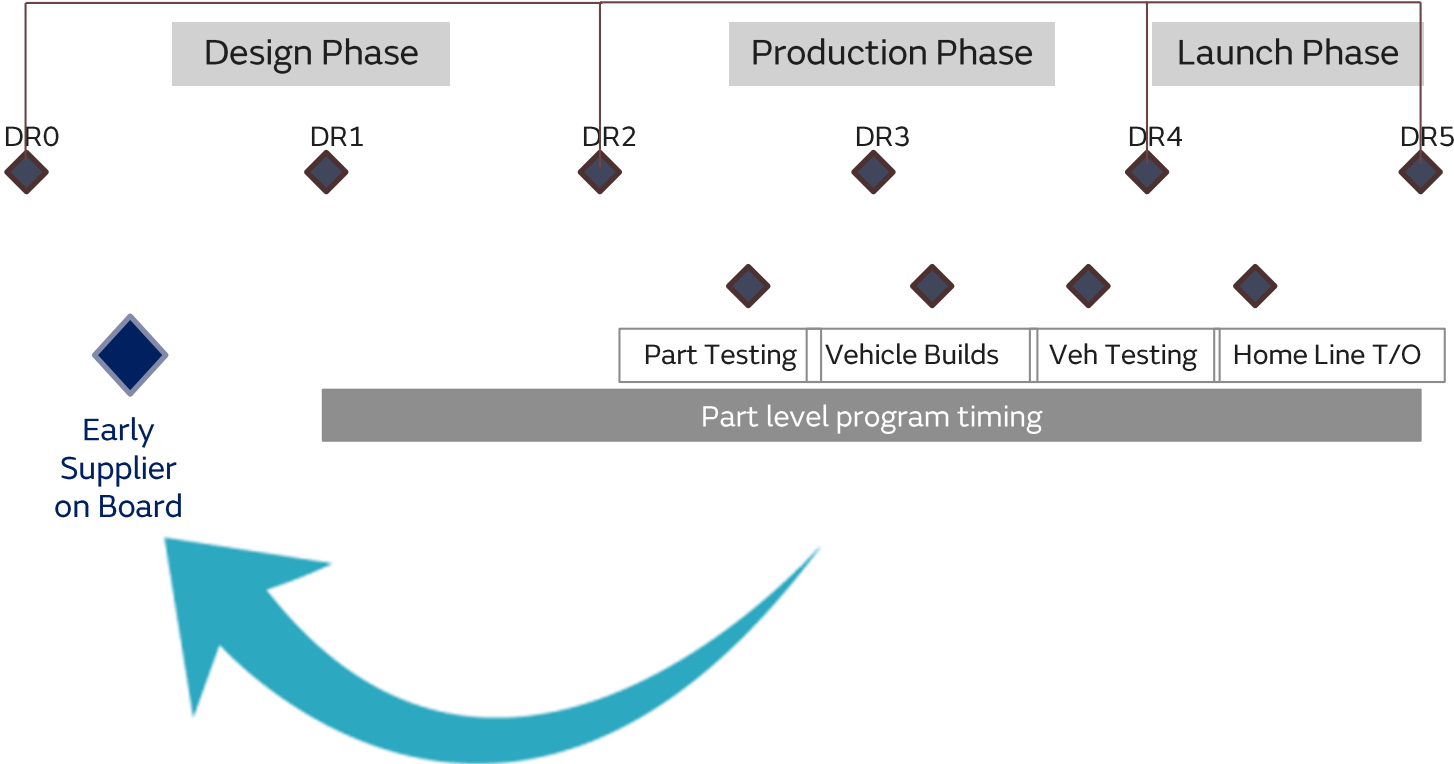 Design Phase
Production Phase
Launch Phase
DR0
DR1
DR2
DR3
DR4
DR5
Part Testing
Vehicle Builds
Veh Testing
Home Line T/O
Part level program timing
Early
Supplier
on Board